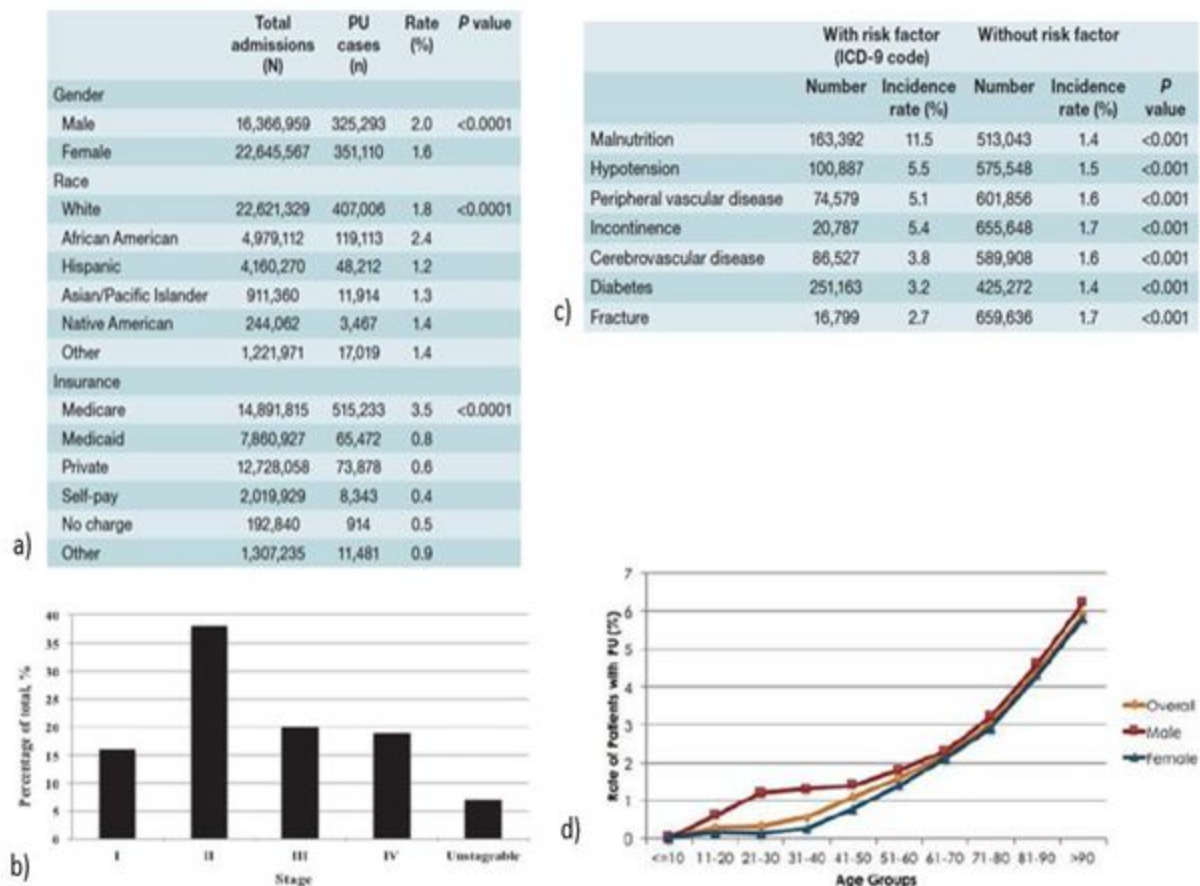 Total admissions (N) PU cases (n) Rate (%) P value
Gender
Male 16,366,959 325,293 2.0 <0.0001
Female 22,645,567 351,110 1.6
Race
White 22,621,329 407,006 1.8 <0.0001
African American 4,979,112 119,113 2.4
Hispanic 4,160,270 48,212 1.2
Asian/Pacific Islander 911,360 11,914 1.3
Native American 244,062 3,467 1.4
Other 1,221,971 17,019 1.4
Insurance
Medicare 14,891,815 515,233 3.5 <0.0001
Medicaid 7,860,927 65,472 0.8
Private 12,728,058 73,878 0.6
Self-pay 2,019,929 8,343 0.4
No charge 192,840 914 0.5
Other 1,307,235 11,481 0.9
a)
With risk factor (ICD-9 code) Without risk factor
Number Incidence rate (%) Number Incidence rate (%) P value
Malnutrition 163,392 11.5 513,043 1.4 <0.001
Hypotension 100,887 5.5 575,548 1.5 <0.001
Peripheral vascular disease 74,579 5.1 601,856 1.6 <0.001
Incontinence 20,787 5.4 655,648 1.7 <0.001
Cerebrovascular disease 86,527 3.8 589,908 1.6 <0.001
Diabetes 251,163 3.2 425,272 1.4 <0.001
Fracture 16,799 2.7 659,636 1.7 <0.001
c)
Percentage of total, %
40
35
30
25
20
15
10
5
0
I II III IV Unstageable
Stage
b)
Rate of Patients with PU (%)
7
6
5
4
3
2
1
0
<=10 11-20 21-30 31-40 41-50 51-60 61-70 71-80 81-90 >90
Age Groups
Overall
Male
Female
d)